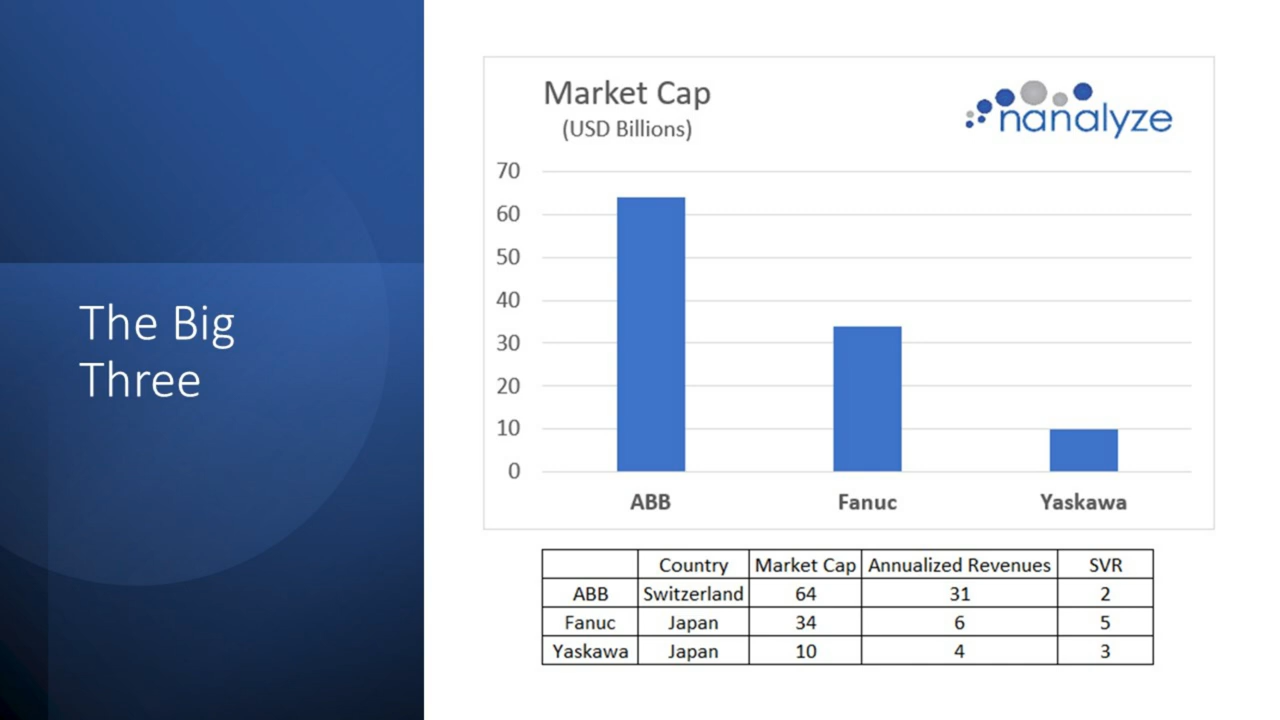 The Big
Three
Market Cap
(USD Billions)
nanalyze
70
60
50
40
30
20
10
0
ABB Fanuc Yaskawa
Country Market Cap Annualized Revenues SVR
ABB Switzerland 64 31 2
Fanuc Japan 34 6 5
Yaskawa Japan 10 4 3